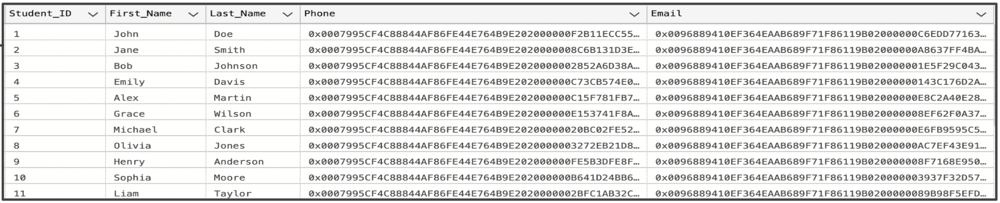 Student_ID First_Name Last_Name Phone Email
1 John Doe 0x0007995CF4C88844AF86FE44E764B9E202000000F2B11ECC55… 0x0096889410EF364EAAB689F71F86119B02000000C6EDD77163…
2 Jane Smith 0x0007995CF4C88844AF86FE44E764B9E2020000008C6B131D3E… 0x0096889410EF364EAAB689F71F86119B02000000A8637FF4BA…
3 Bob Johnson 0x0007995CF4C88844AF86FE44E764B9E2020000002852A6D38A… 0x0096889410EF364EAAB689F71F86119B020000001E5F29C043…
4 Emily Davis 0x0007995CF4C88844AF86FE44E764B9E202000000C73CB574E0… 0x0096889410EF364EAAB689F71F86119B02000000143C176D2A…
5 Alex Martin 0x0007995CF4C88844AF86FE44E764B9E202000000C15F781FB7… 0x0096889410EF364EAAB689F71F86119B02000000E8C2A40E28…
6 Grace Wilson 0x0007995CF4C88844AF86FE44E764B9E202000000E153741F8A… 0x0096889410EF364EAAB689F71F86119B020000008EF62F0A37…
7 Michael Clark 0x0007995CF4C88844AF86FE44E764B9E20200000020BC02FE52… 0x0096889410EF364EAAB689F71F86119B02000000E6FB9595C5…
8 Olivia Jones 0x0007995CF4C88844AF86FE44E764B9E2020000003272EB21D8… 0x0096889410EF364EAAB689F71F86119B02000000AC7EF43E91…
9 Henry Anderson 0x0007995CF4C88844AF86FE44E764B9E202000000FE5B3DFE8F… 0x0096889410EF364EAAB689F71F86119B020000008F7168E950…
10 Sophia Moore 0x0007995CF4C88844AF86FE44E764B9E202000000B641D24BB6… 0x0096889410EF364EAAB689F71F86119B020000003937F32D57…
11 Liam Taylor 0x0007995CF4C88844AF86FE44E764B9E2020000002BFC1AB32C… 0x0096889410EF364EAAB689F71F86119B0200000089B98F5EFD…